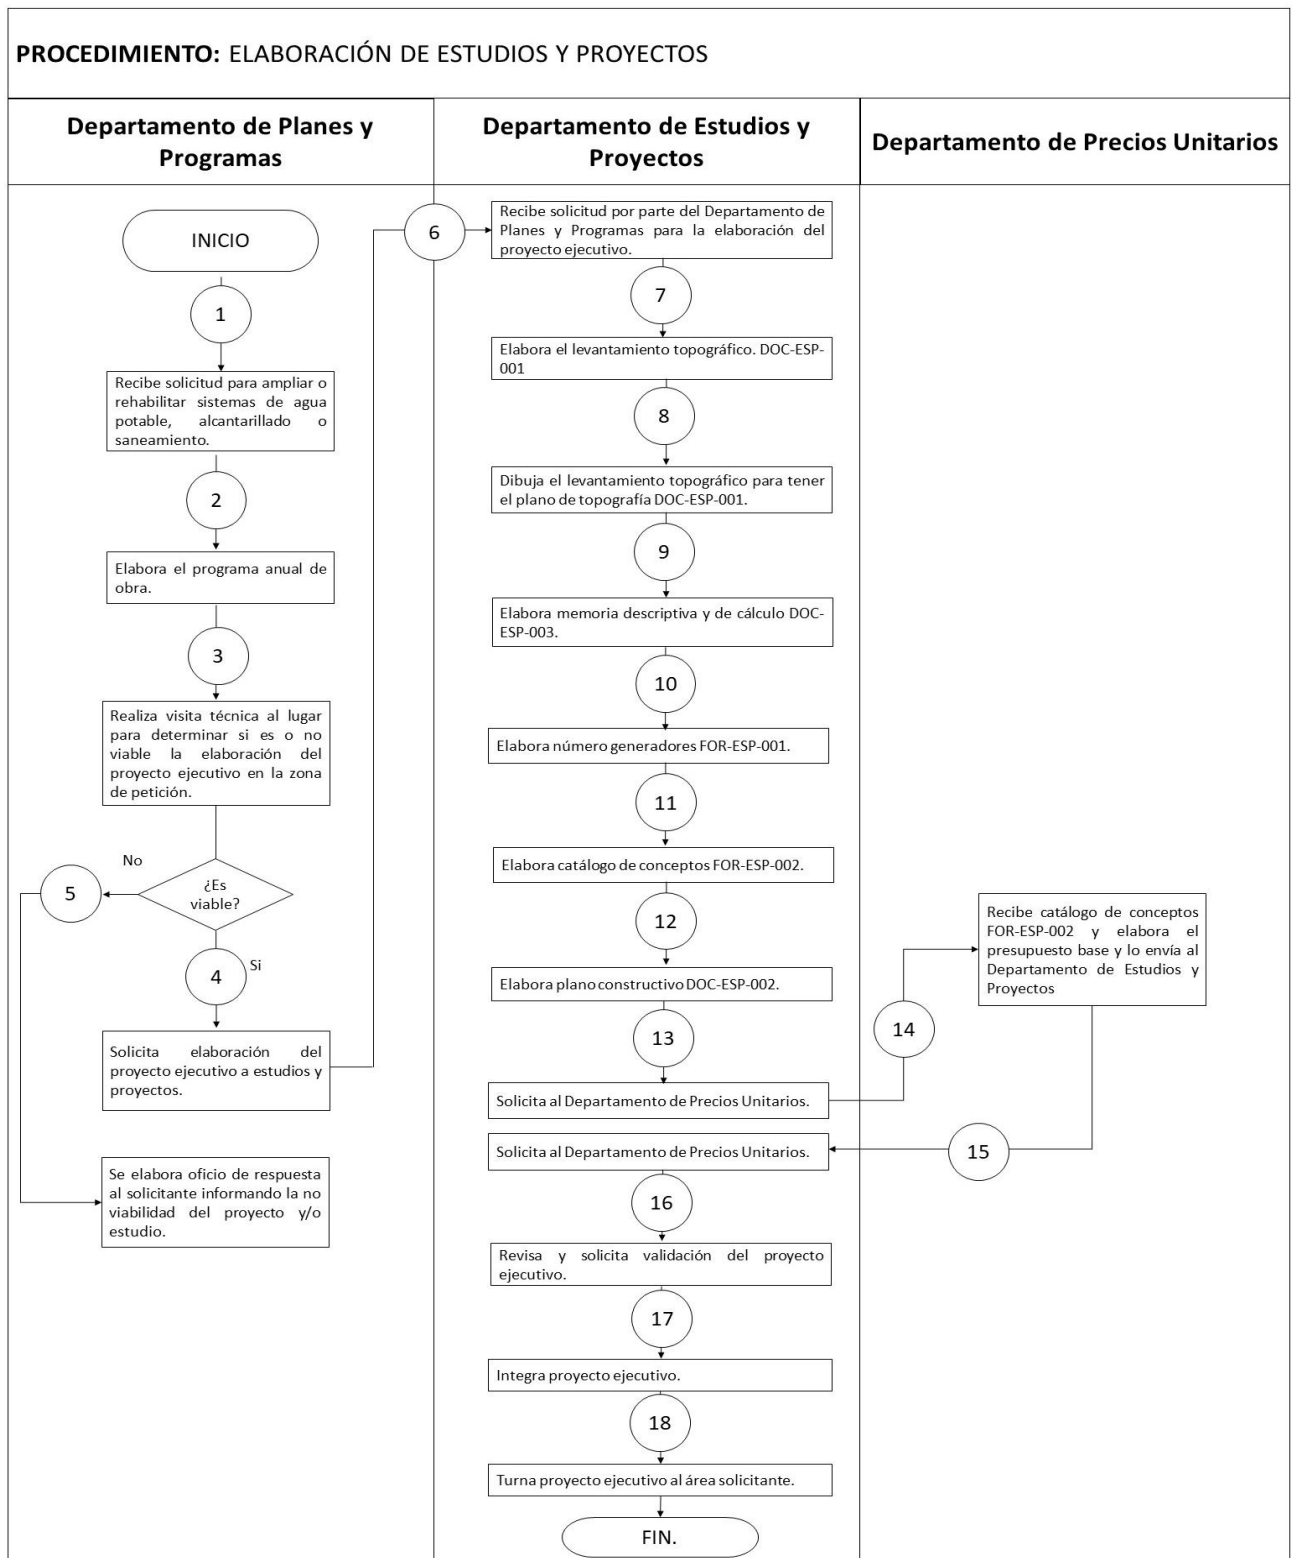 PROCEDIMIENTO: ELABORACIÓN DE ESTUDIOS Y PROYECTOS
Departamento de Planes y
Programas
Departamento de Estudios y
Proyectos
Departamento de Precios Unitarios
INICIO
1
Recibe solicitud para ampliar o
rehabilitar sistemas de agua
potable, alcantarillado o
saneamiento.
2
Elabora el programa anual de
obra.
3
Realiza visita técnica al lugar
para determinar si es o no
viable la elaboración del
proyecto ejecutivo en la zona
de petición.
No
¿Es
viable?
5
Si
4
Solicita elaboración del
proyecto ejecutivo a estudios y
proyectos.
Se elabora oficio de respuesta
al solicitante informando la no
viabilidad del proyecto y/o
estudio.
6
Recibe solicitud por parte del Departamento de
Planes y Programas para la elaboración del
proyecto ejecutivo.
7
Elabora el levantamiento topográfico. DOC-ESP-
001
8
Dibuja el levantamiento topográfico para tener
el plano de topografía DOC-ESP-001.
9
Elabora memoria descriptiva y de cálculo DOC-
ESP-003.
10
Elabora número generadores FOR-ESP-001.
11
Elabora catálogo de conceptos FOR-ESP-002.
12
Elabora plano constructivo DOC-ESP-002.
13
Solicita al Departamento de Precios Unitarios.
14
Recibe catálogo de conceptos
FOR-ESP-002 y elabora el
presupuesto base y lo envía al
Departamento de Estudios y
Proyectos
15
Solicita al Departamento de Precios Unitarios.
16
Revisa y solicita validación del proyecto
ejecutivo.
17
Integra proyecto ejecutivo.
18
Turna proyecto ejecutivo al área solicitante.
FIN.